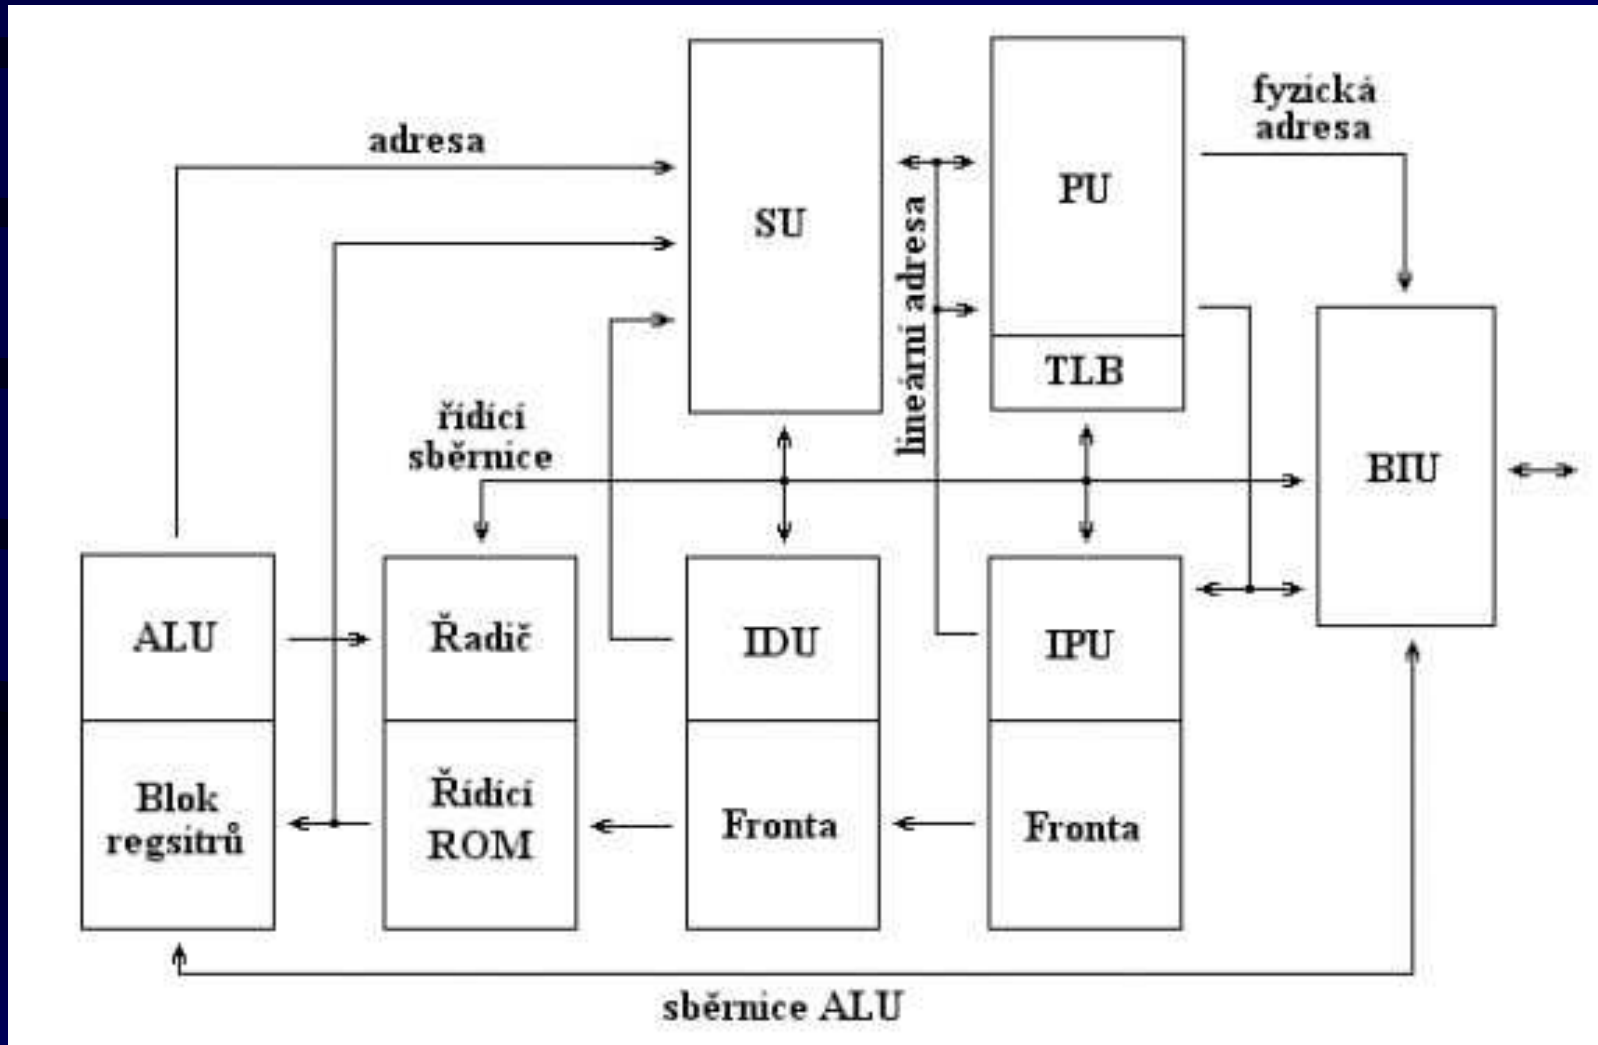 adresa
fyzická
adresa
SU
PU
lineární adresa
TLB
řídící
sběrnice
BIU
ALU
Řadič
IDU
IPU
Blok
regsitrů
Řídící
ROM
Fronta
Fronta
sběrnice ALU